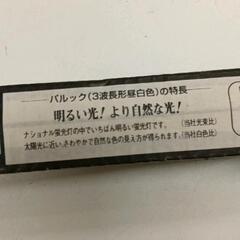 パルック(3波長形昼白色)の特長
明るい光!より自然な光!
ナショナル蛍光灯の中でいちばん明るい蛍光灯です。(当社光束比)
太陽光に近い、さわやかで自然な色の見え方が得られます。(当社白色比)